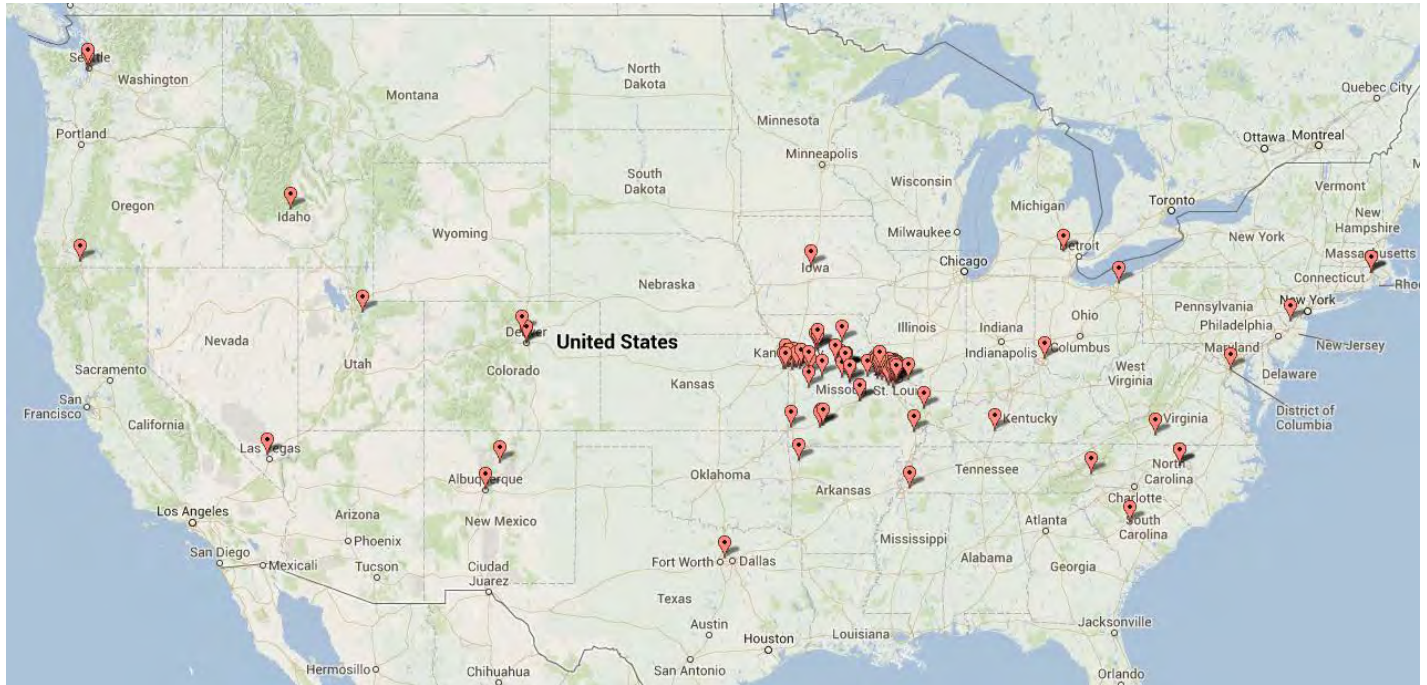 Quebec City
Seattle
Washington
Montana
North
Dakota
Minnesota
Ottawa
Montreal
Portland
Minneapolis
South
Dakota
Wisconsin
Michigan
Toronto
Vermont
Oregon
Idaho
Wyoming
Milwaukee
New
Hampshire
New York
Detroit
Massachusetts
Iowa
Chicago
Connecticut
Nebraska
Pennsylvania
New York
Nevada
Denver
United States
Illinois
Indiana
Ohio
Philadelphia
New Jersey
Indianapolis
Columbus
Maryland
Utah
Colorado
Sacramento
Kansas
West
Virginia
Delaware
San
Francisco
California
Missouri
St. Louis
District of
Columbia
Kentucky
Virginia
Las Vegas
Albuquerque
Oklahoma
Tennessee
North
Carolina
Arkansas
Charlotte
Los Angeles
Arizona
New Mexico
Atlanta
South
Carolina
Mississippi
Phoenix
San Diego
Mexicali
Tucson
Ciudad
Juarez
Fort Worth
Dallas
Alabama
Georgia
Texas
Austin
Jacksonville
Houston
Louisiana
Hermosillo
Chihuahua
San Antonio
Orlando